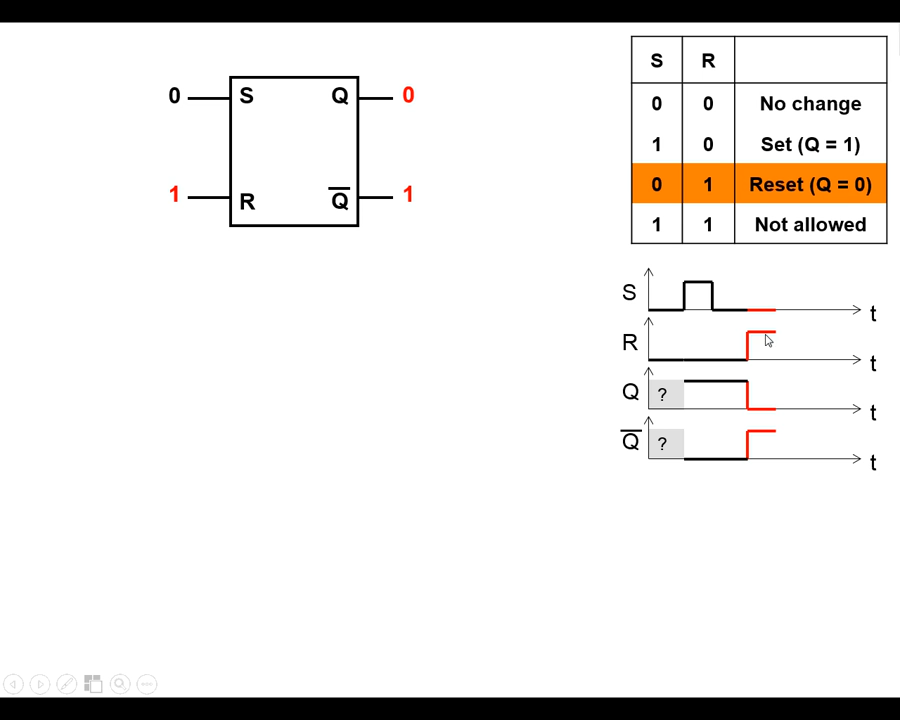 0 S Q 0
1 R Q̅ 1
S R
0 0 No change
1 0 Set (Q = 1)
0 1 Reset (Q = 0)
1 1 Not allowed
S t
R t
Q ? t
Q̅ ? t